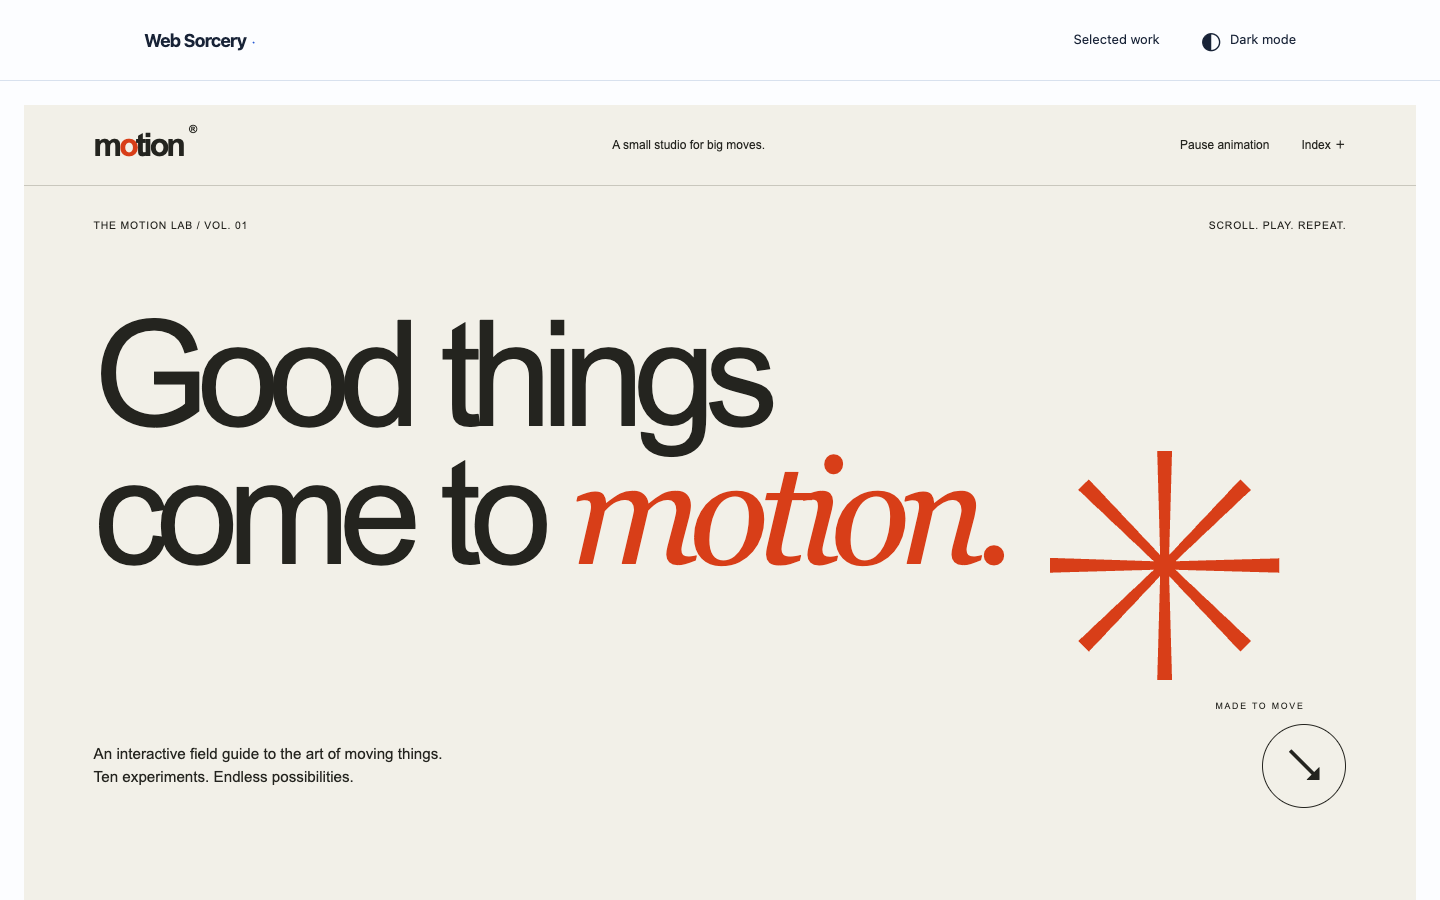 Web Sorcery
Selected work
Dark mode
motion®
A small studio for big moves.
Pause animation
Index +
THE MOTION LAB / VOL. 01
SCROLL. PLAY. REPEAT.
Good things
come to motion.
MADE TO MOVE
An interactive field guide to the art of moving things.
Ten experiments. Endless possibilities.